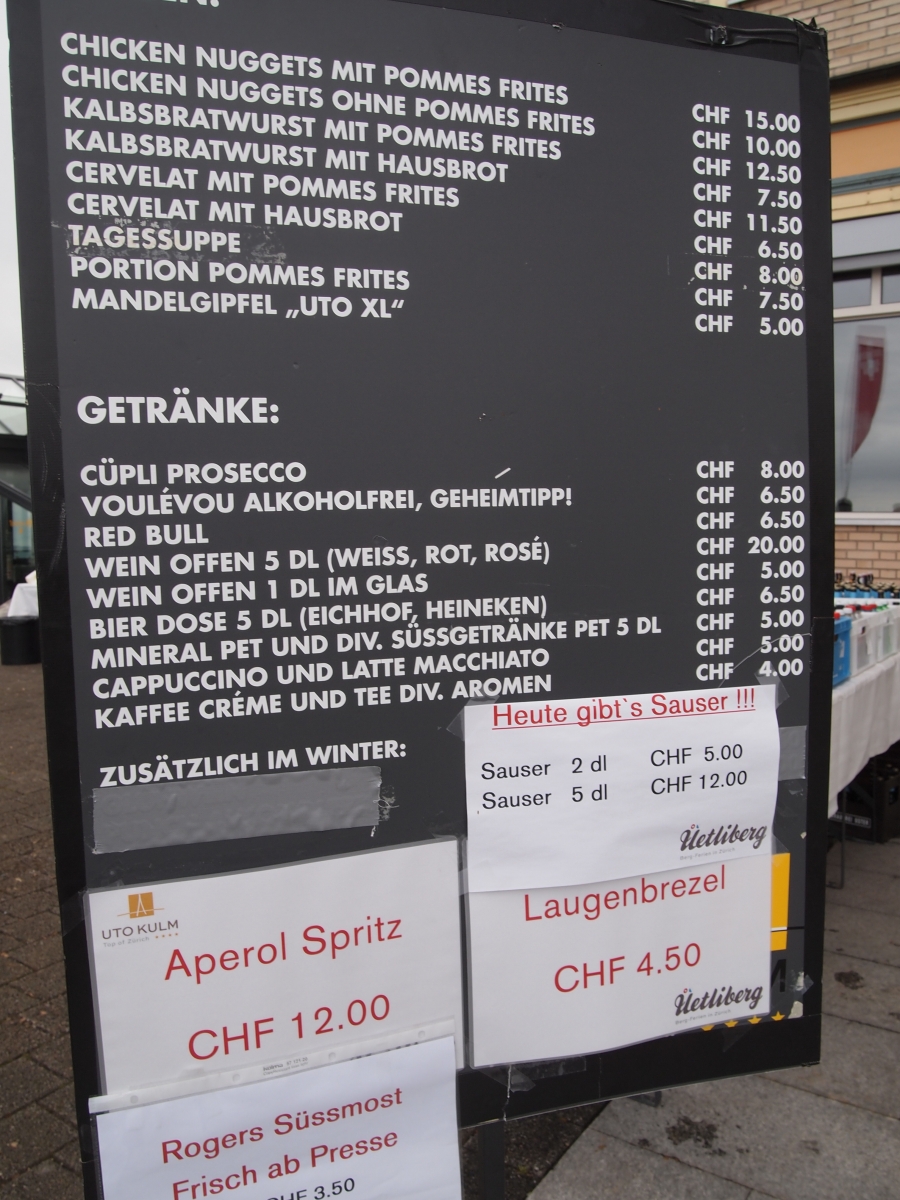 CHICKEN NUGGETS MIT POMMES FRITES CHF 15.00
CHICKEN NUGGETS OHNE POMMES FRITES CHF 10.00
KALBSBRATWURST MIT POMMES FRITES CHF 12.50
KALBSBRATWURST MIT HAUSBROT CHF 7.50
CERVELAT MIT POMMES FRITES CHF 11.50
CERVELAT MIT HAUSBROT CHF 6.50
TAGESSUPPE CHF 8.00
PORTION POMMES FRITES CHF 7.50
MANDELGIPFEL „UTO XL“ CHF 5.00
GETRÄNKE:
CÜPLI PROSECCO CHF 8.00
VOULÉVOU ALKOHOLFREI, GEHEIMTIPP! CHF 6.50
RED BULL CHF 6.50
WEIN OFFEN 5 DL (WEISS, ROT, ROSÉ) CHF 20.00
WEIN OFFEN 1 DL IM GLAS CHF 5.00
BIER DOSE 5 DL (EICHHOF, HEINEKEN) CHF 6.50
MINERAL PET UND DIV. SÜSSGETRÄNKE PET 5 DL CHF 5.00
CAPPUCCINO UND LATTE MACCHIATO CHF 5.00
KAFFEE CRÉME UND TEE DIV. AROMEN CHF 4.00
ZUSÄTZLICH IM WINTER:
Heute gibt`s Sauser !!!
Sauser 2 dl CHF 5.00
Sauser 5 dl CHF 12.00
Uetliberg
UTO KULM
Top of Zürich
Aperol Spritz
CHF 12.00
Laugenbrezel
CHF 4.50
Uetliberg
Rogers Süssmost
Frisch ab Presse
CHF 3.50